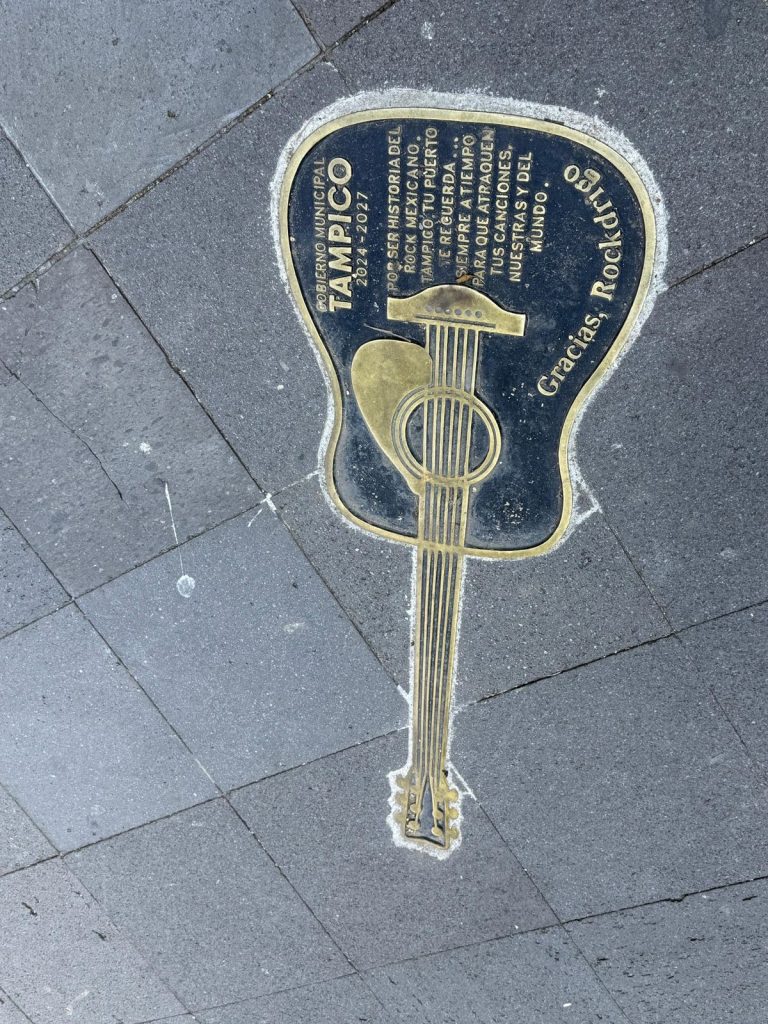 GOBIERNO MUNICIPAL
TAMPICO
2024 - 2027
POR SER HISTORIA DEL
ROCK MEXICANO.
TAMPICO, TU PUERTO
TE RECUERDA...
SIEMPRE A TIEMPO
PARA QUE ATRAQUEN
TUS CANCIONES,
NUESTRAS Y DEL
MUNDO.
Gracias, Rockdrigo